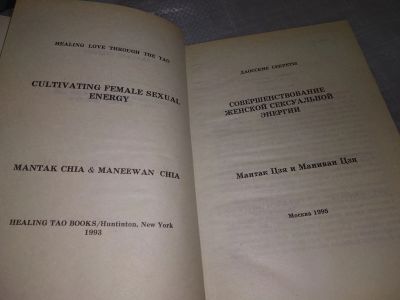 HEALING LOVE THROUGH THE TAO
CULTIVATING FEMALE SEXUAL
ENERGY
MANTAK CHIA & MANEEWAN CHIA
HEALING TAO BOOKS/Huntinton, New York
1993
ДАОССКИЕ СЕКРЕТЫ
СОВЕРШЕНСТВОВАНИЕ
ЖЕНСКОЙ СЕКСУАЛЬНОЙ
ЭНЕРГИИ
Мантак Цзя и Маниван Цзя
Москва 1995